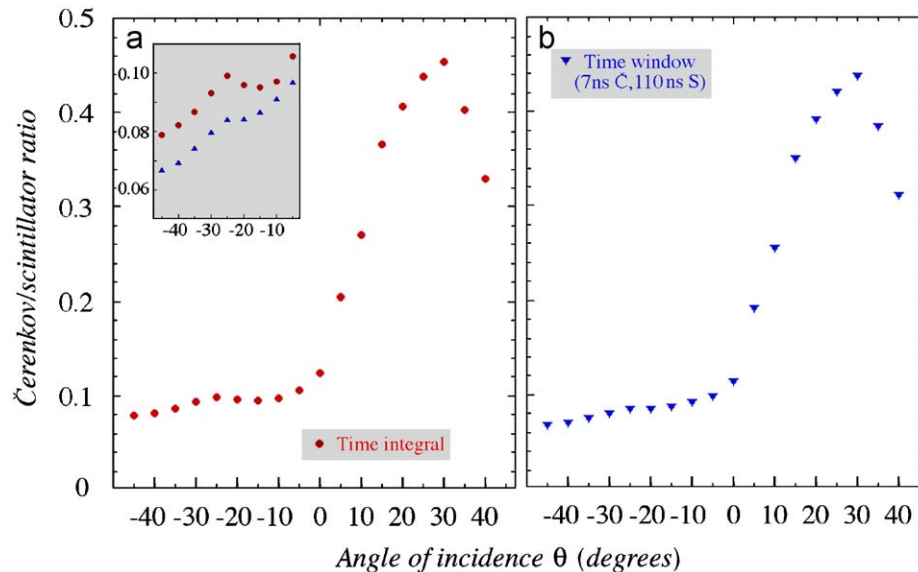 a
b
Čerenkov/scintillator ratio
0.5
0.4
0.3
0.2
0.1
0
0.10
0.08
0.06
-40 -30 -20 -10
Time integral
-40 -30 -20 -10 0 10 20 30 40
Time window
(7ns Č,110ns S)
-40 -30 -20 -10 0 10 20 30 40
Angle of incidence θ (degrees)